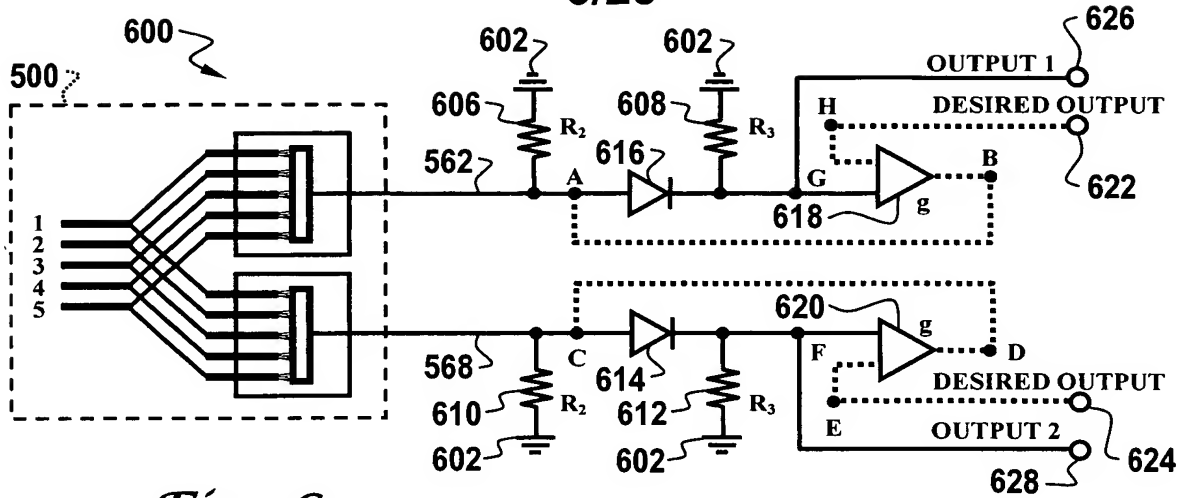 600
602
602
626
OUTPUT 1
500
606
R₂
608
R₃
H
DESIRED OUTPUT
616
562
A
G
B
618
g
622
1
2
3
4
5
620
g
568
C
614
F
D
610
R₂
612
R₃
E
DESIRED OUTPUT
602
602
OUTPUT 2
624
628